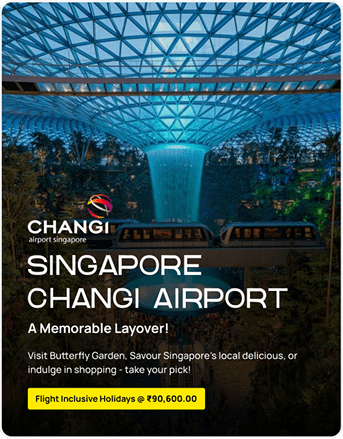 CHANGI
airport singapore
SINGAPORE
CHANGI AIRPORT
A Memorable Layover!
Visit Butterfly Garden, Savour Singapore's local delicious, or
indulge in shopping - take your pick!
Flight Inclusive Holidays @ ₹90,600.00